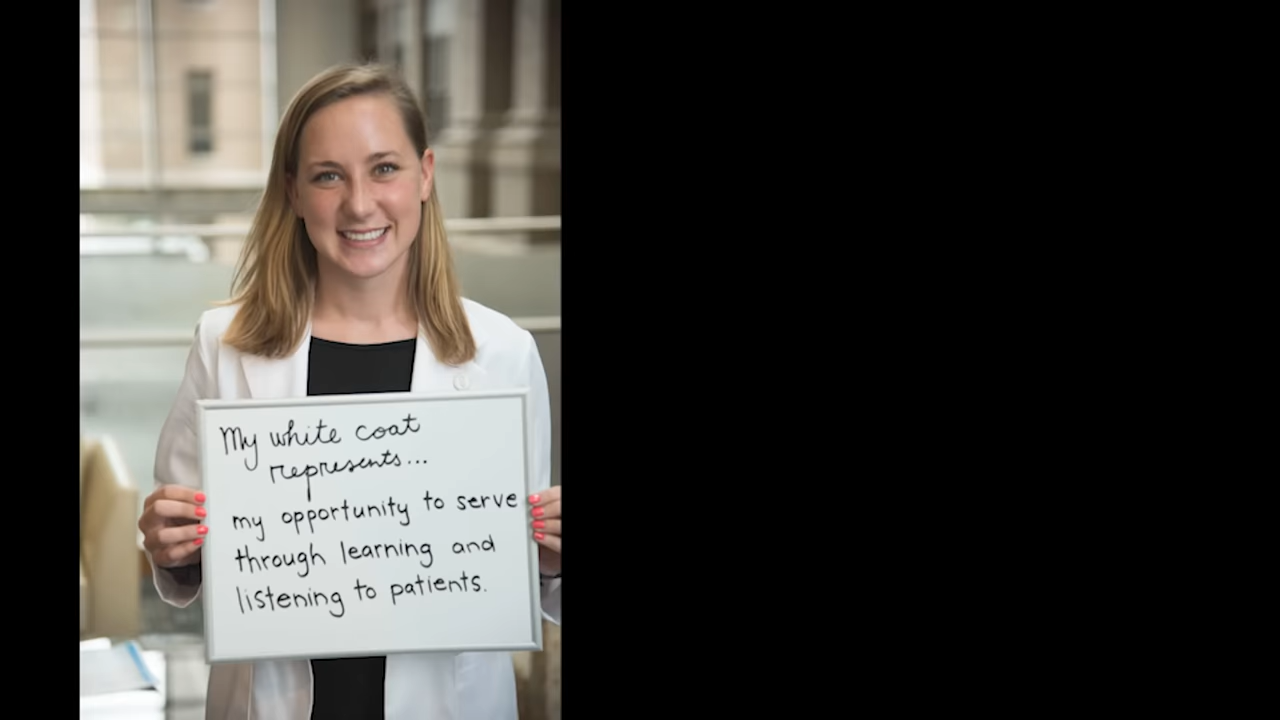 My white coat
represents...
my opportunity to serve
through learning and
listening to patients.